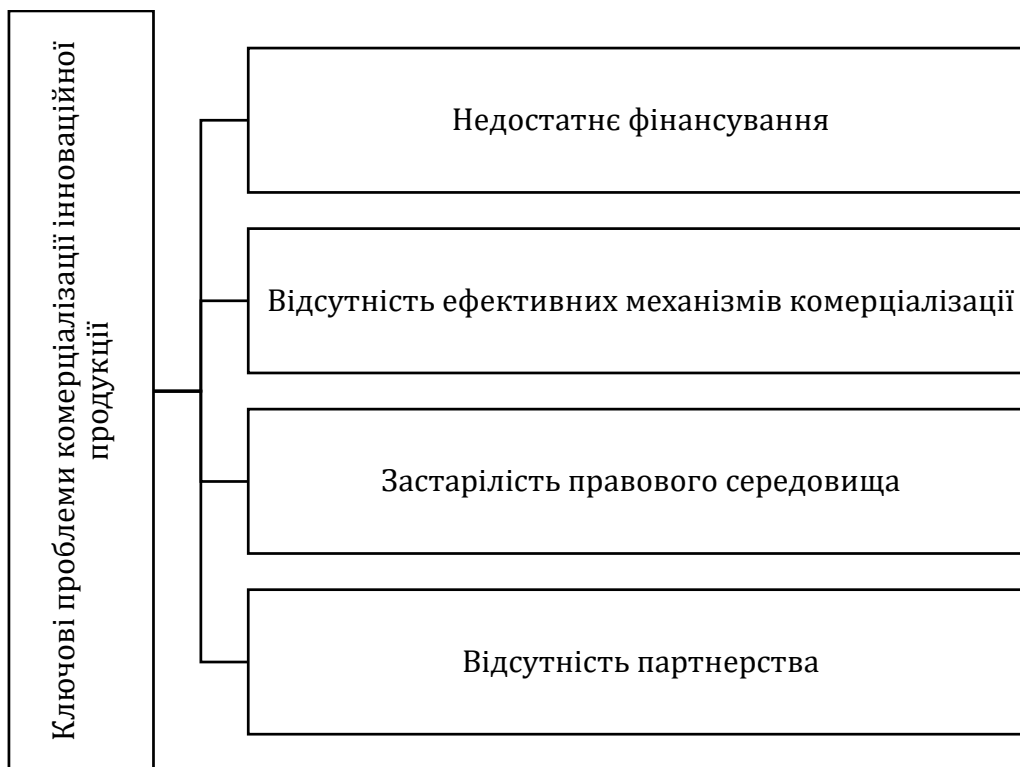 Ключові проблеми комерціалізації інноваційної
продукції
Недостатнє фінансування
Відсутність ефективних механізмів комерціалізації
Застарілість правового середовища
Відсутність партнерства